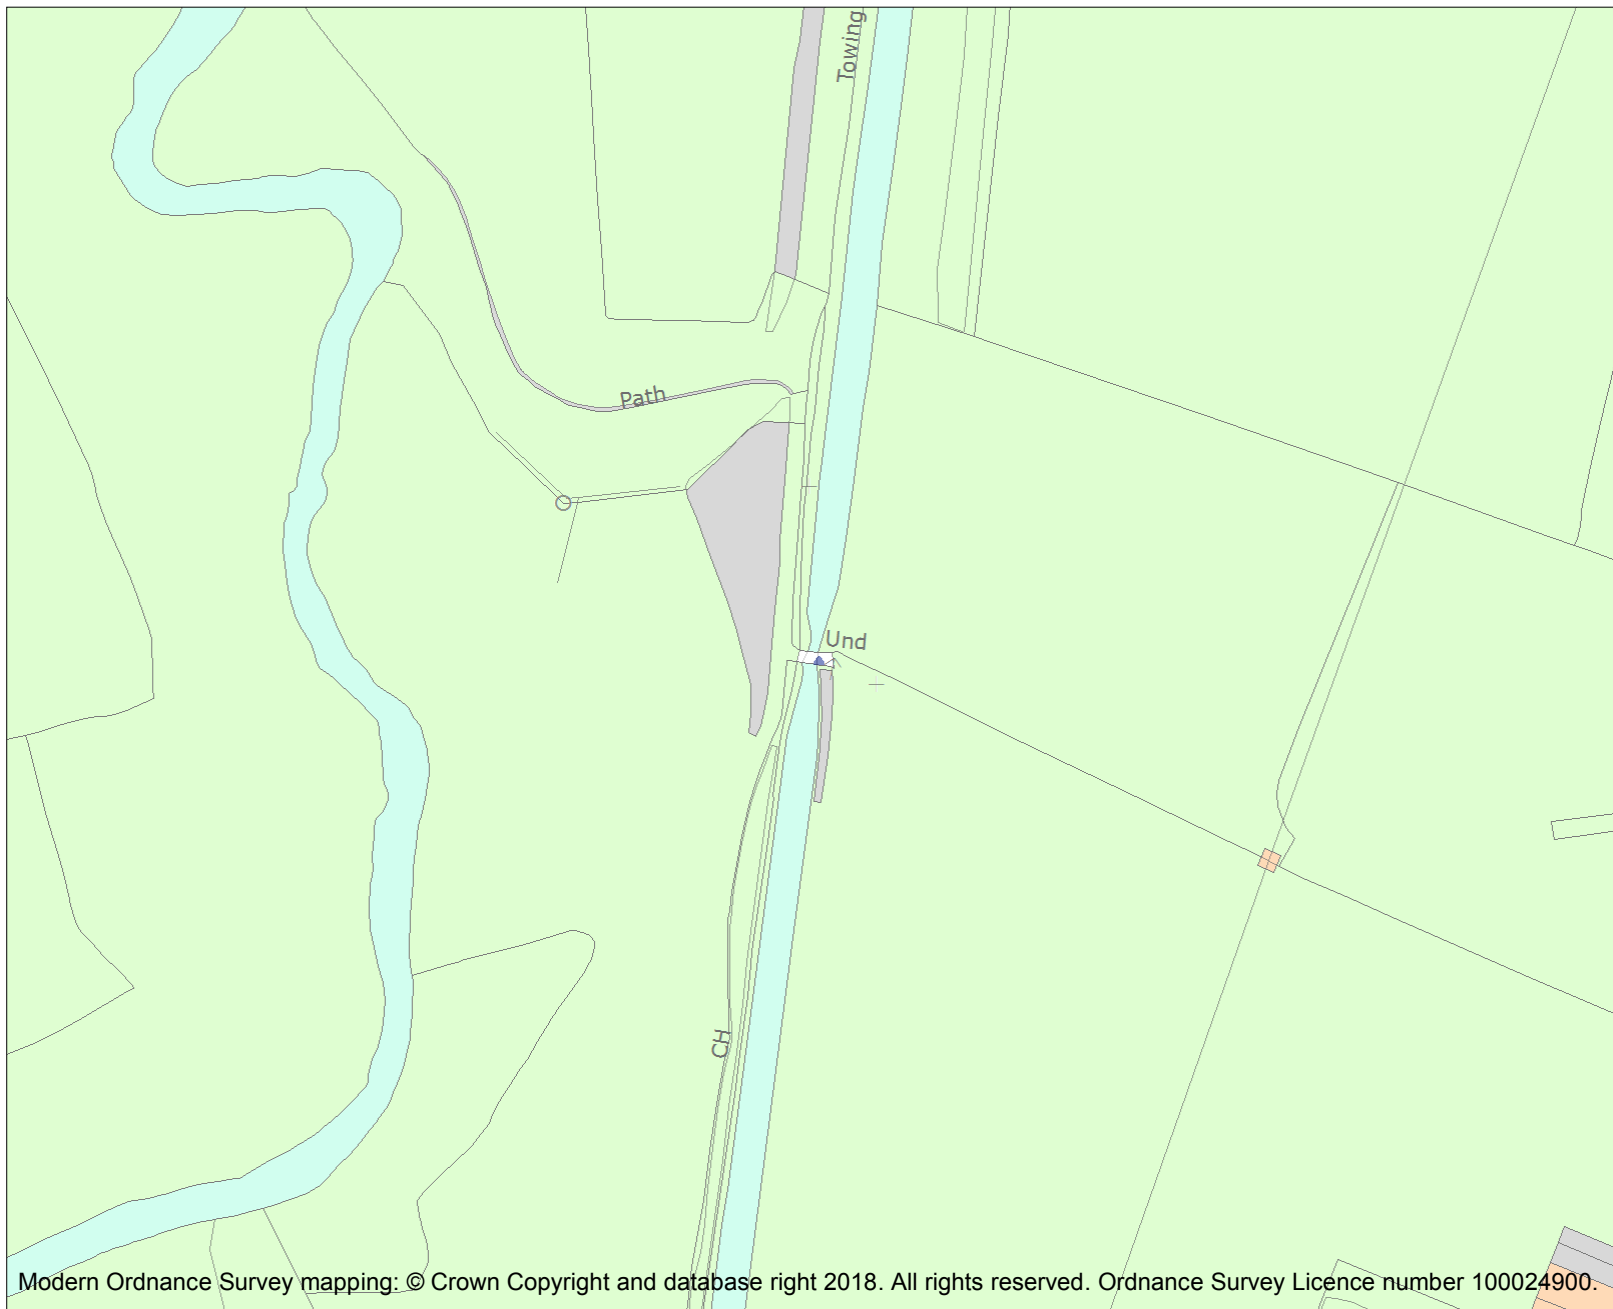 Towing
Path
Und
CH
Modern Ordnance Survey mapping: © Crown Copyright and database right 2018. All rights reserved. Ordnance Survey Licence number 100024900.